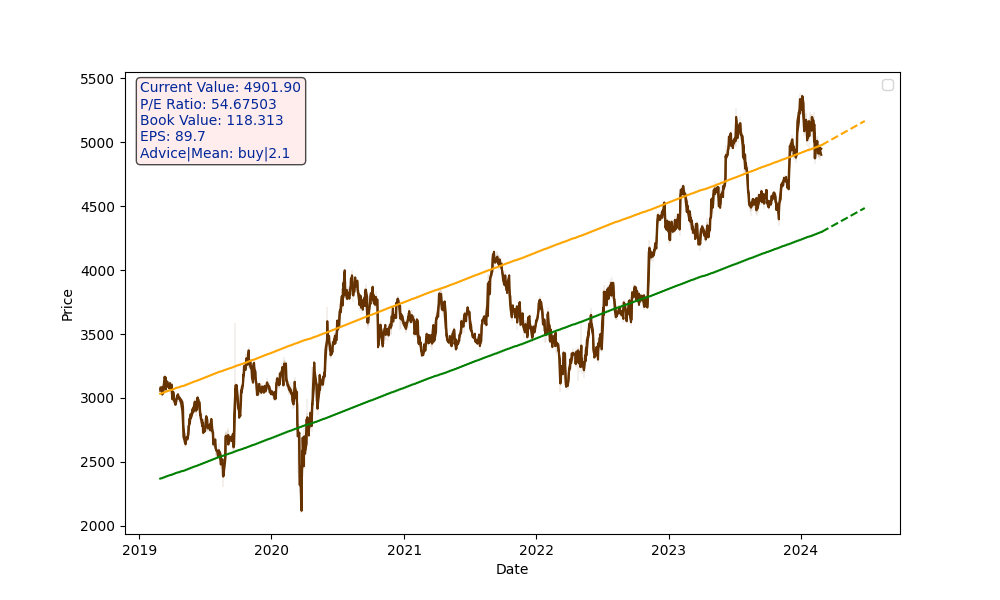 5500
5000
4500
4000
3500
3000
2500
2000
Price
Current Value: 4901.90
P/E Ratio: 54.67503
Book Value: 118.313
EPS: 89.7
Advice|Mean: buy|2.1
2019 2020 2021 2022 2023 2024
Date